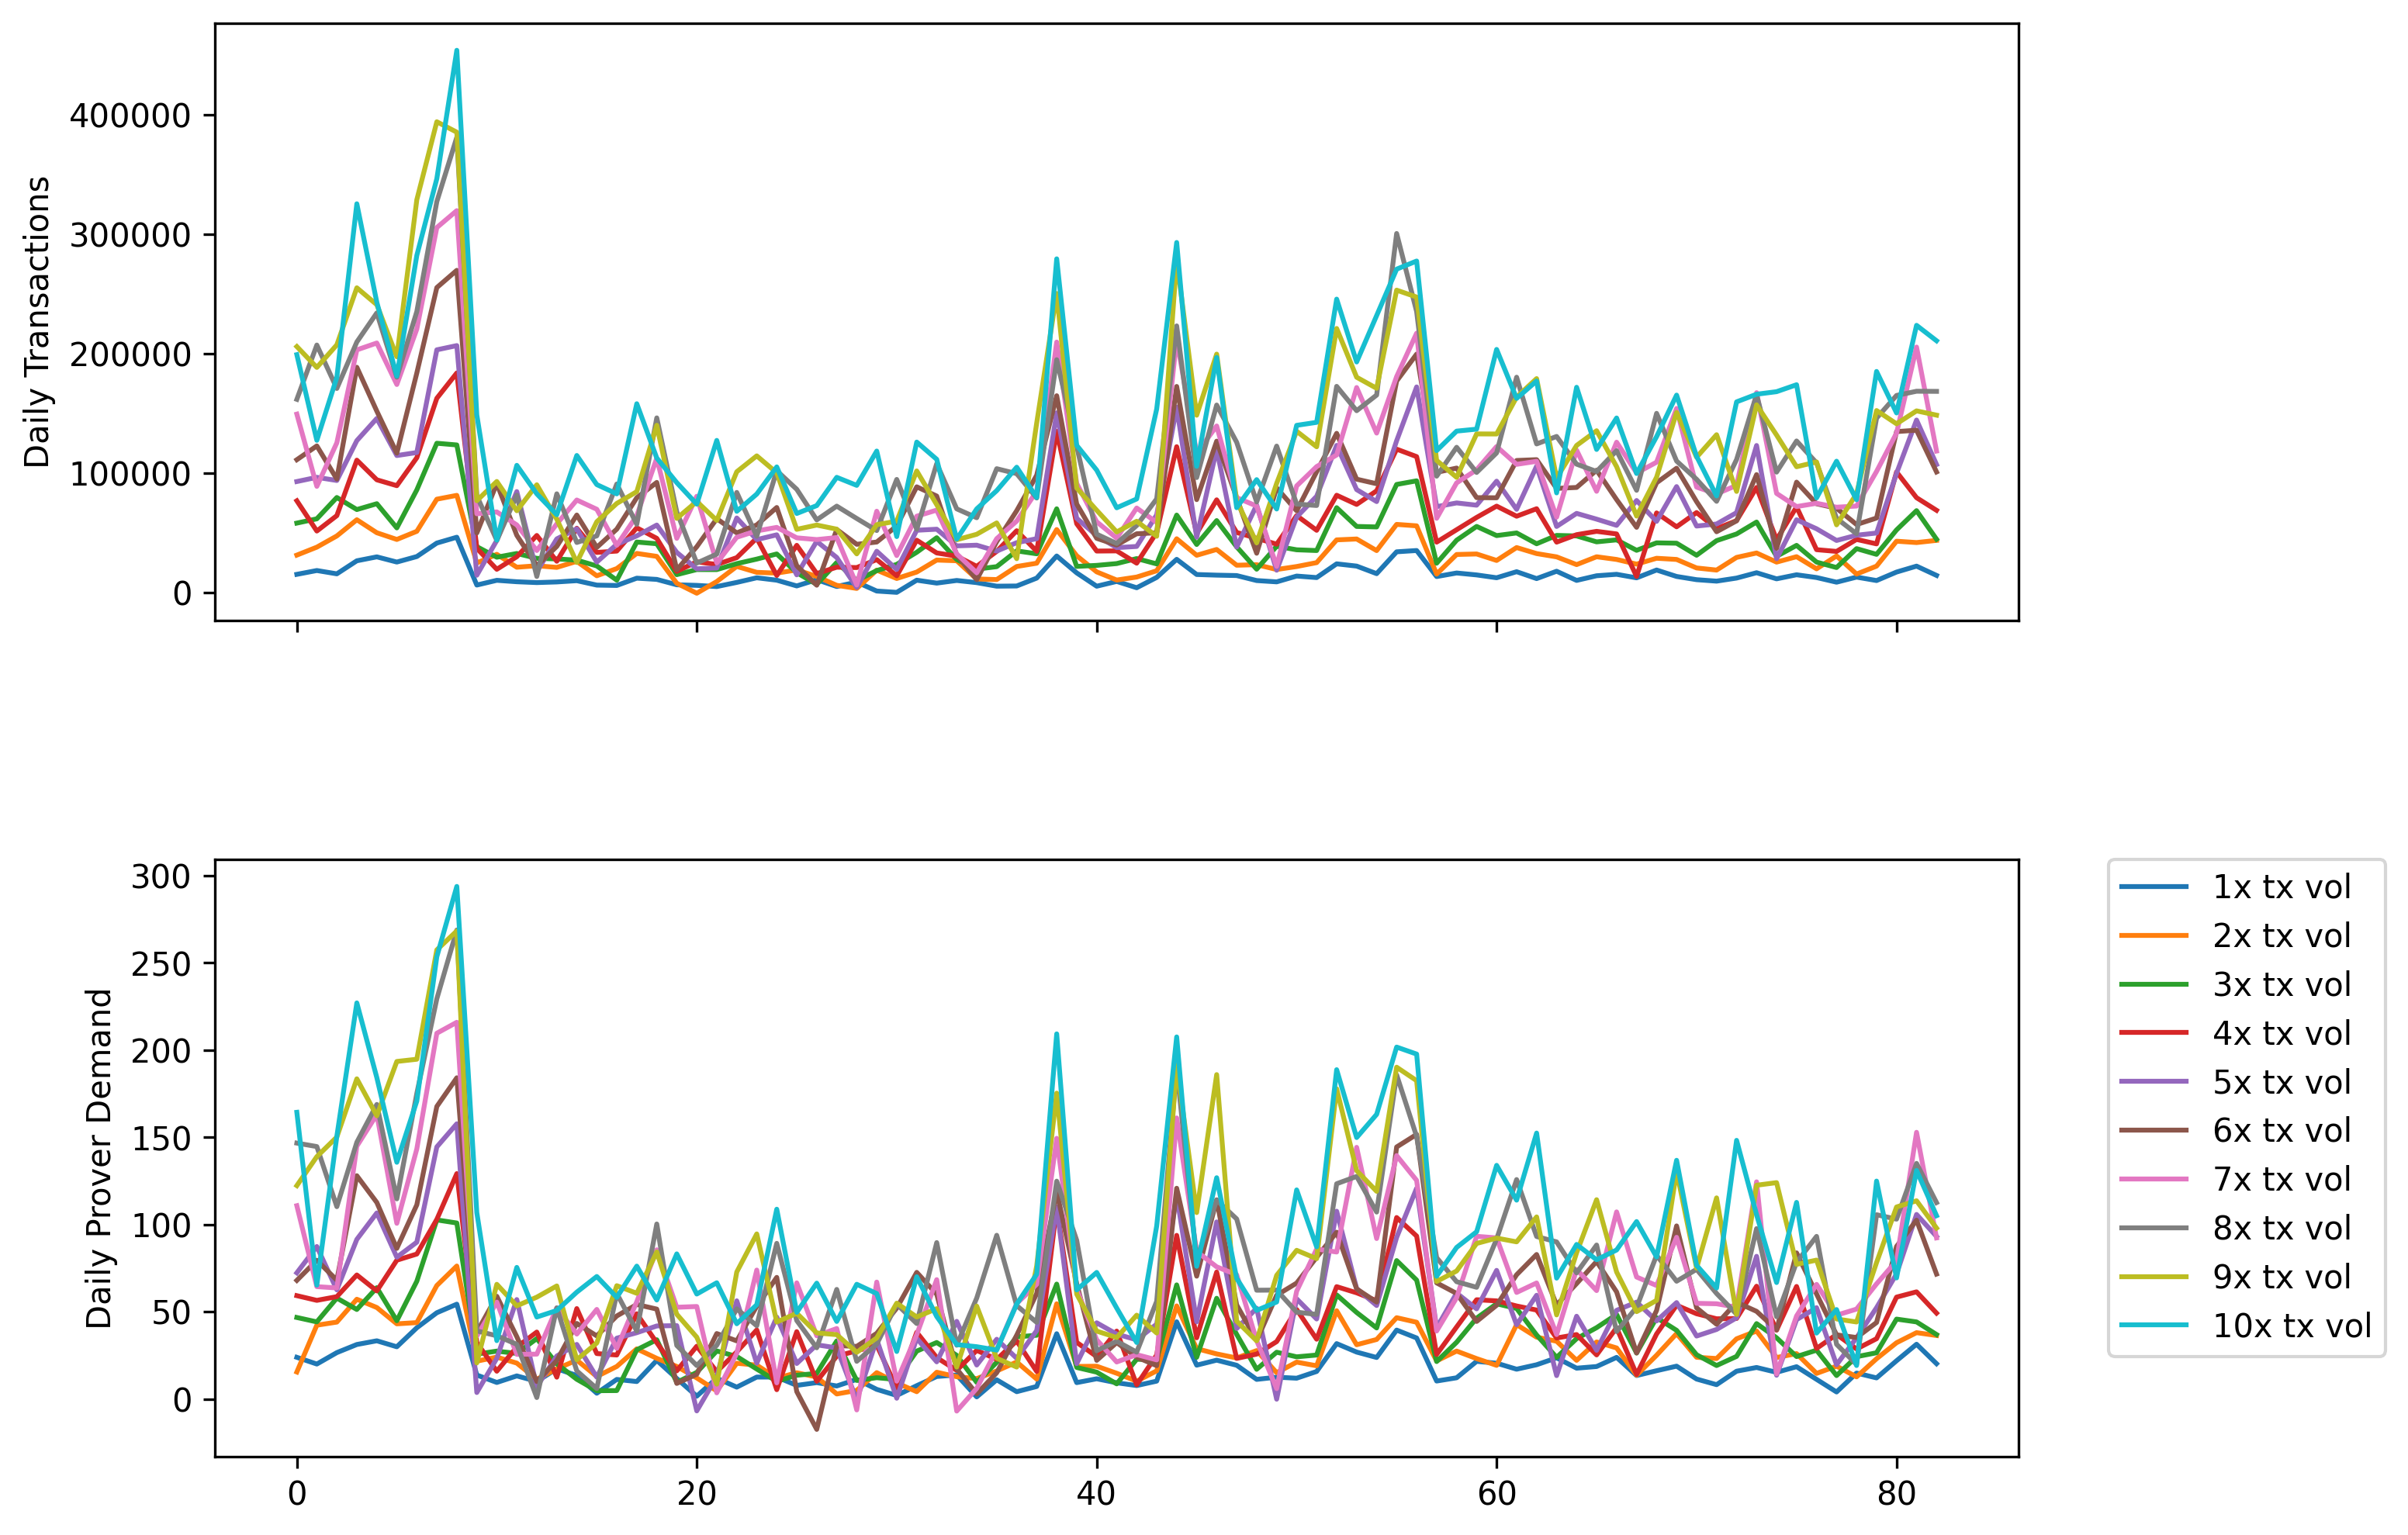 Daily Transactions
400000
300000
200000
100000
0
Daily Prover Demand
300
250
200
150
100
50
0
0 20 40 60 80
1x tx vol
2x tx vol
3x tx vol
4x tx vol
5x tx vol
6x tx vol
7x tx vol
8x tx vol
9x tx vol
10x tx vol